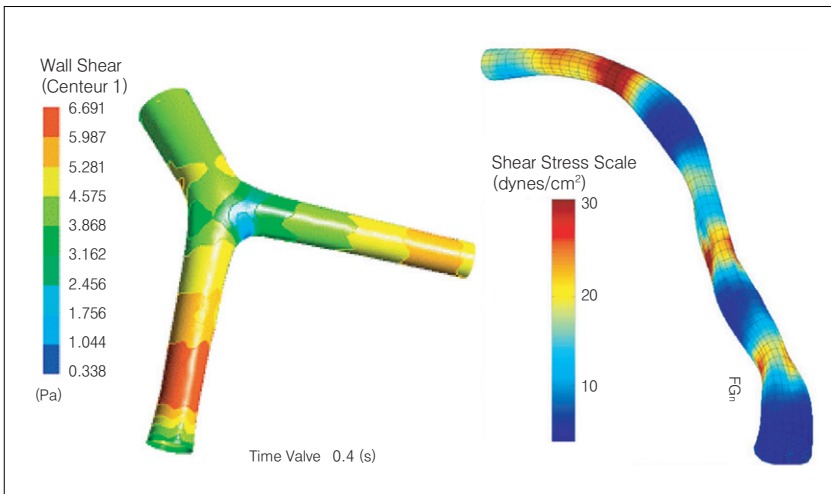 Wall Shear
(Centeur 1)
6.691
5.987
5.281
4.575
3.868
3.162
2.456
1.756
1.044
0.338
(Pa)
Time Valve 0.4 (s)
Shear Stress Scale
(dynes/cm²)
30
20
10
FGm